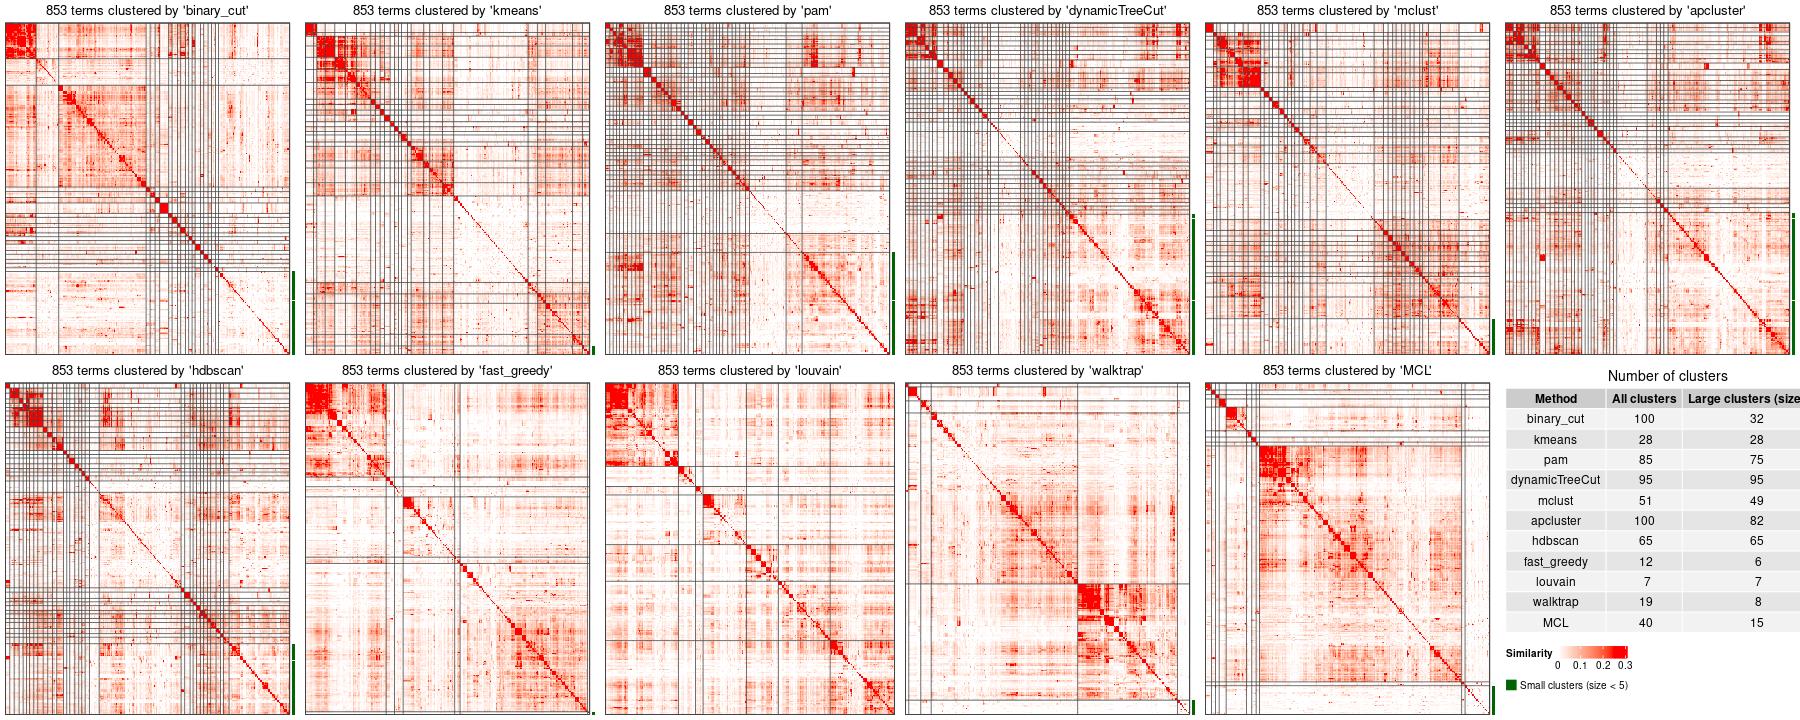 853 terms clustered by 'binary_cut'
853 terms clustered by 'kmeans'
853 terms clustered by 'pam'
853 terms clustered by 'dynamicTreeCut'
853 terms clustered by 'mclust'
853 terms clustered by 'apcluster'
853 terms clustered by 'hdbscan'
853 terms clustered by 'fast_greedy'
853 terms clustered by 'louvain'
853 terms clustered by 'walktrap'
853 terms clustered by 'MCL'
Number of clusters
Method All clusters Large clusters (size
binary_cut 100 32
kmeans 28 28
pam 85 75
dynamicTreeCut 95 95
mclust 51 49
apcluster 100 82
hdbscan 65 65
fast_greedy 12 6
louvain 7 7
walktrap 19 8
MCL 40 15
Similarity
0 0.1 0.2 0.3
Small clusters (size < 5)